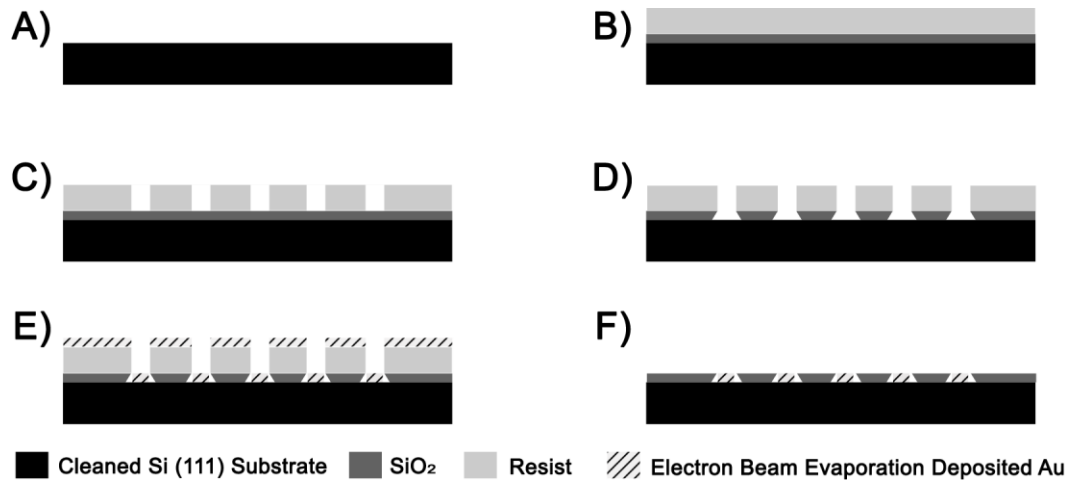 A)
B)
C)
D)
E)
F)
Cleaned Si (111) Substrate
SiO₂
Resist
Electron Beam Evaporation Deposited Au